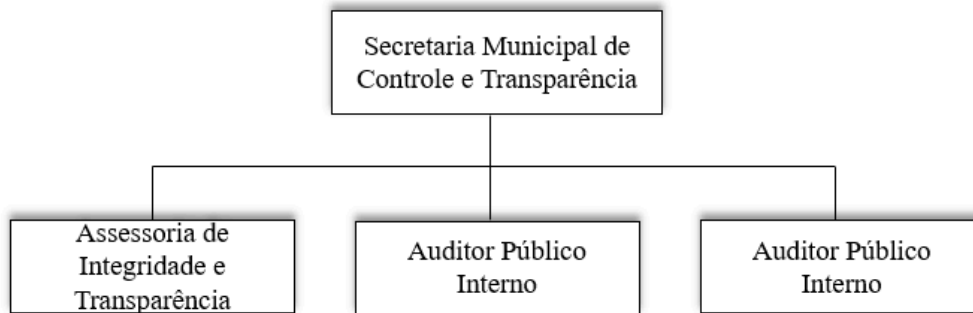 Secretaria Municipal de
Controle e Transparência
Assessoria de
Integridade e
Transparência
Auditor Público
Interno
Auditor Público
Interno